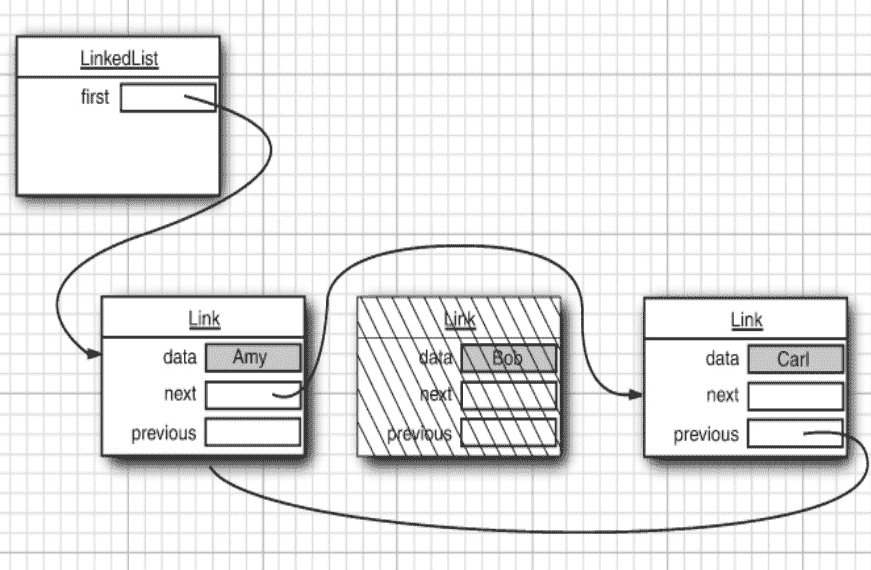 LinkedList
first
Link
data Amy
next
previous
Link
data Bob
next
previous
Link
data Carl
next
previous